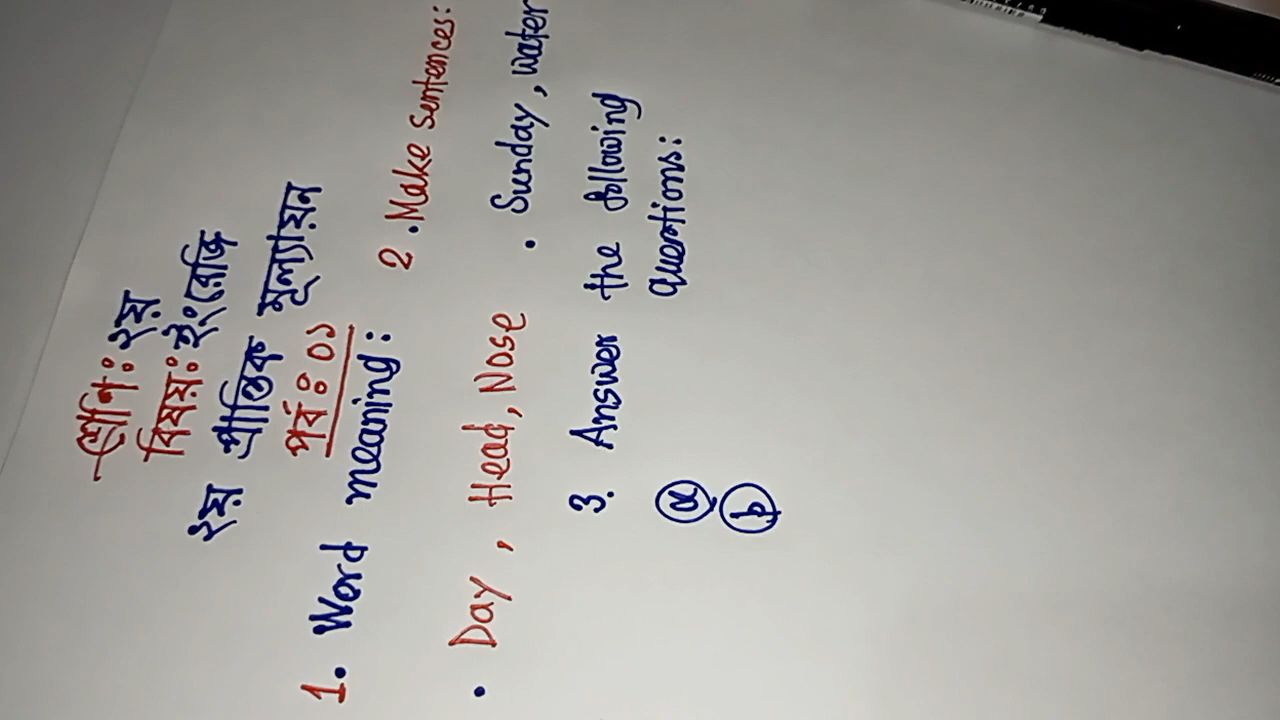 শ্রেণি: ২য়
বিষয়: ইংরেজি
২য় প্রান্তিক মূল্যায়ন
পর্ব: ০১
1. Word meaning:
2. Make sentences:
• Day, Head, Nose
• Sunday, water
3. Answer the following questions:
ⓐ
ⓑ